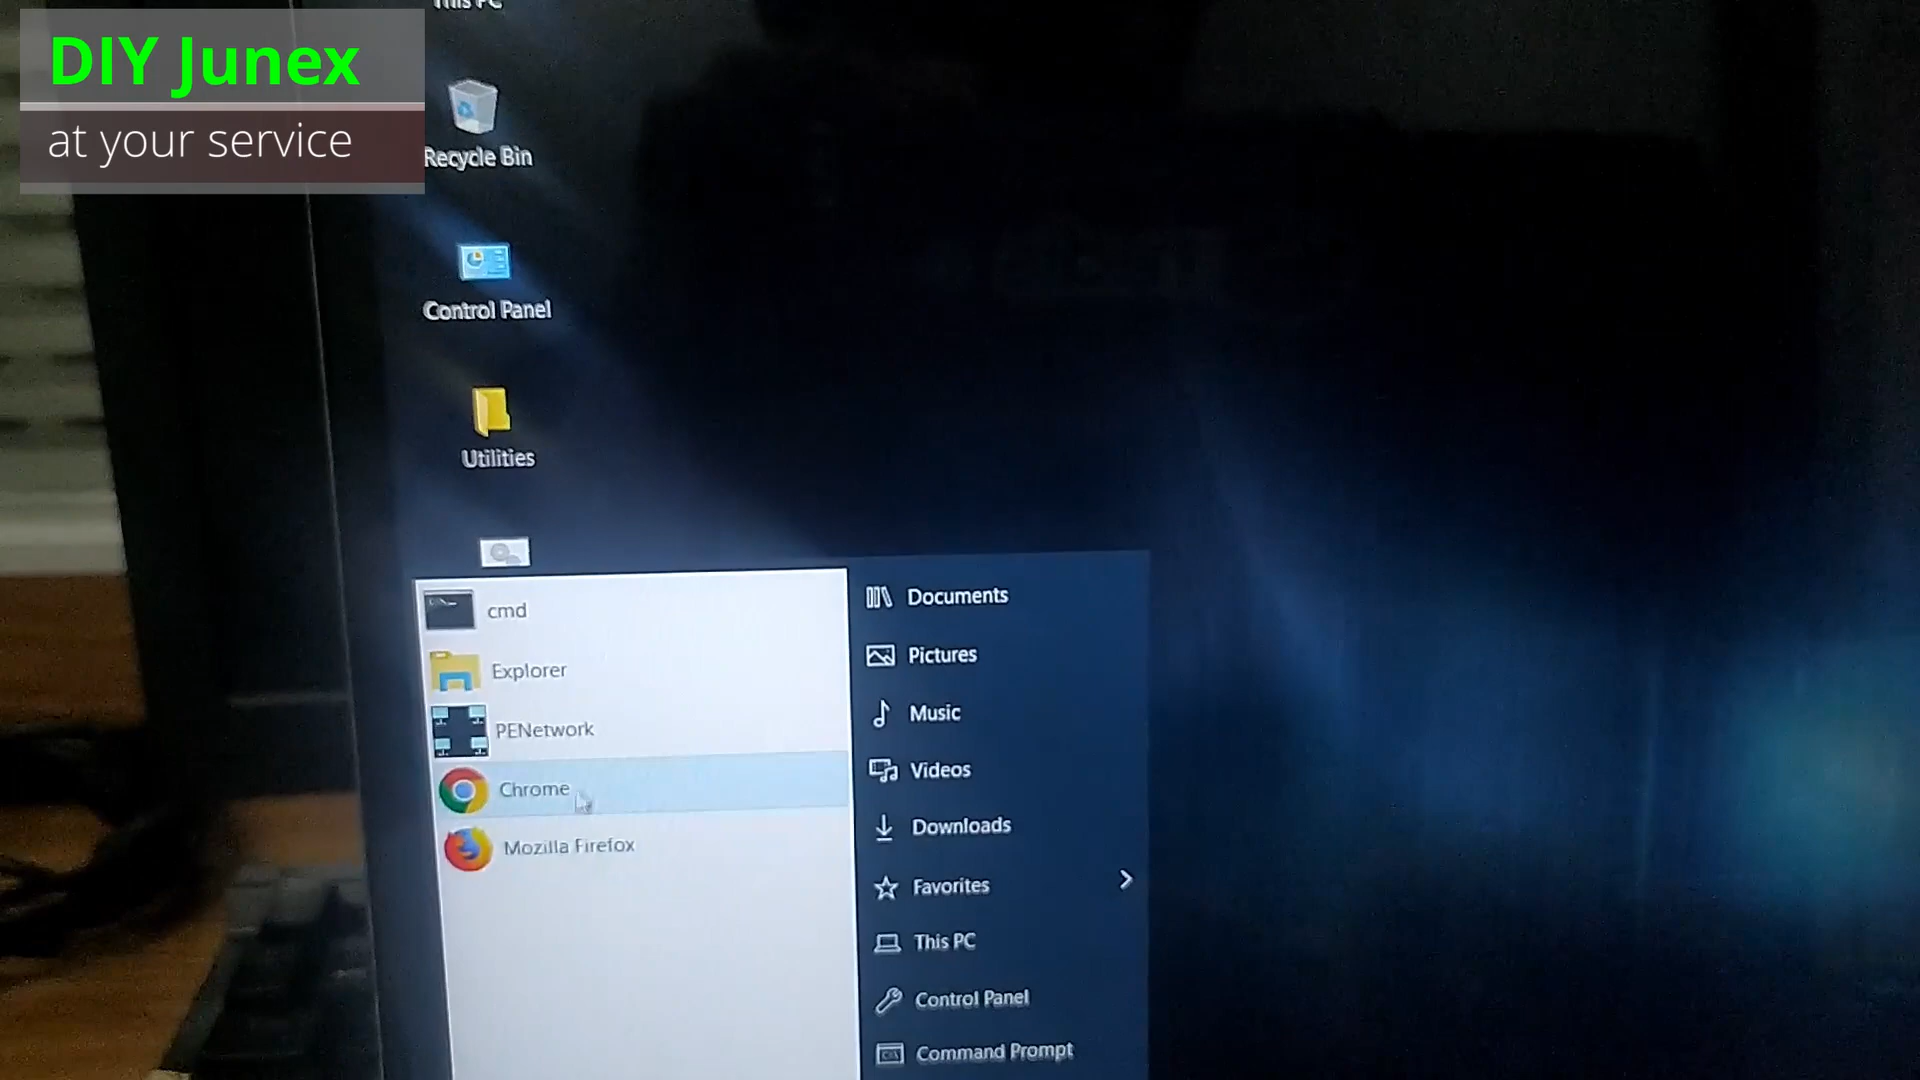 This PC
DIY Junex
at your service
Recycle Bin
Control Panel
Utilities
cmd
Explorer
PENetwork
Chrome
Mozilla Firefox
Documents
Pictures
Music
Videos
Downloads
Favorites
This PC
Control Panel
Command Prompt